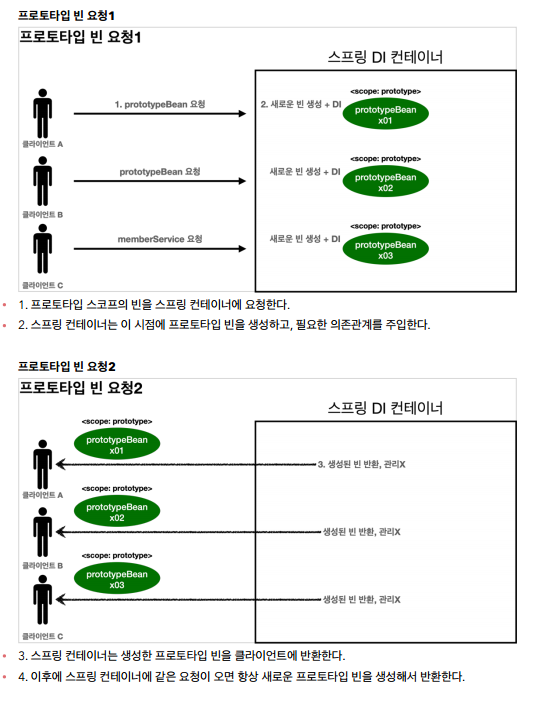 프로토타입 빈 요청1
프로토타입 빈 요청1
스프링 DI 컨테이너
<scope: prototype>
1. prototypeBean 요청
2. 새로운 빈 생성 + DI
prototypeBean
x01
클라이언트 A
<scope: prototype>
prototypeBean 요청
새로운 빈 생성 + DI
prototypeBean
x02
클라이언트 B
<scope: prototype>
memberService 요청
새로운 빈 생성 + DI
prototypeBean
x03
클라이언트 C
• 1. 프로토타입 스코프의 빈을 스프링 컨테이너에 요청한다.
• 2. 스프링 컨테이너는 이 시점에 프로토타입 빈을 생성하고, 필요한 의존관계를 주입한다.
프로토타입 빈 요청2
프로토타입 빈 요청2
스프링 DI 컨테이너
<scope: prototype>
prototypeBean
x01
3. 생성된 빈 반환, 관리X
클라이언트 A
<scope: prototype>
prototypeBean
x02
생성된 빈 반환, 관리X
클라이언트 B
<scope: prototype>
prototypeBean
x03
생성된 빈 반환, 관리X
클라이언트 C
• 3. 스프링 컨테이너는 생성한 프로토타입 빈을 클라이언트에 반환한다.
• 4. 이후에 스프링 컨테이너에 같은 요청이 오면 항상 새로운 프로토타입 빈을 생성해서 반환한다.